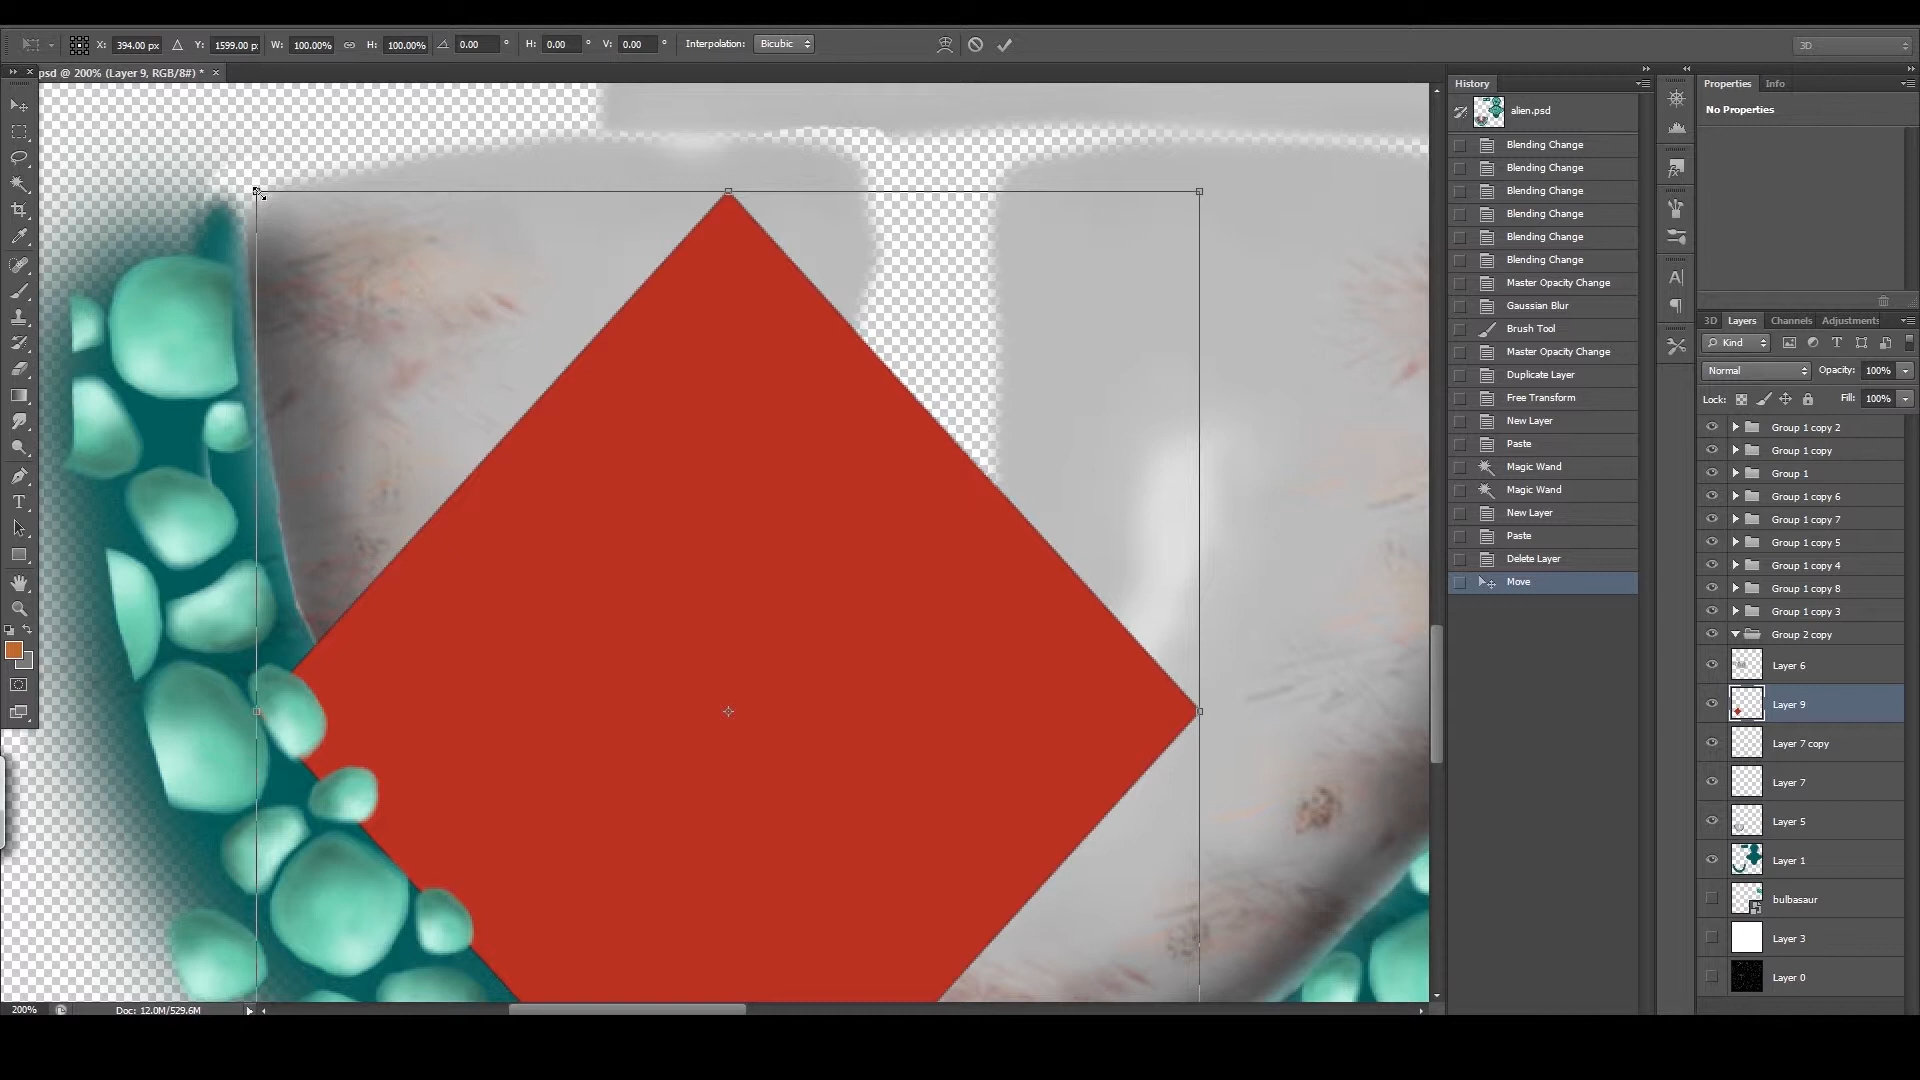 X: 394.00 px Y: 1599.00 p: W: 100.00% H: 100.00% 0.00 ° H: 0.00 ° V: 0.00 ° Interpolation: Bicubic 3D
psd @ 200% (Layer 9, RGB/8#) * ×
History
alien.psd
Blending Change
Blending Change
Blending Change
Blending Change
Blending Change
Blending Change
Master Opacity Change
Gaussian Blur
Brush Tool
Master Opacity Change
Duplicate Layer
Free Transform
New Layer
Paste
Magic Wand
Magic Wand
New Layer
Paste
Delete Layer
Move
Properties Info
No Properties
3D Layers Channels Adjustments
Kind
Normal Opacity: 100%
Lock: Fill: 100%
Group 1 copy 2
Group 1 copy
Group 1
Group 1 copy 6
Group 1 copy 7
Group 1 copy 5
Group 1 copy 4
Group 1 copy 8
Group 1 copy 3
Group 2 copy
Layer 6
Layer 9
Layer 7 copy
Layer 7
Layer 5
Layer 1
bulbasaur
Layer 3
Layer 0
200% Doc: 12.0M/529.6M